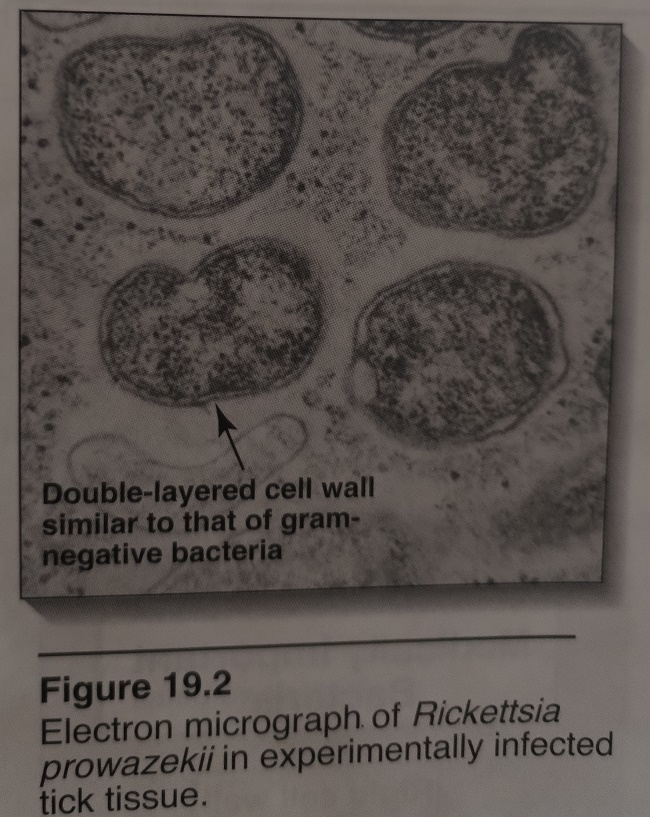 Double-layered cell wall
similar to that of gram-
negative bacteria
Figure 19.2
Electron micrograph of Rickettsia
prowazekii in experimentally infected
tick tissue.